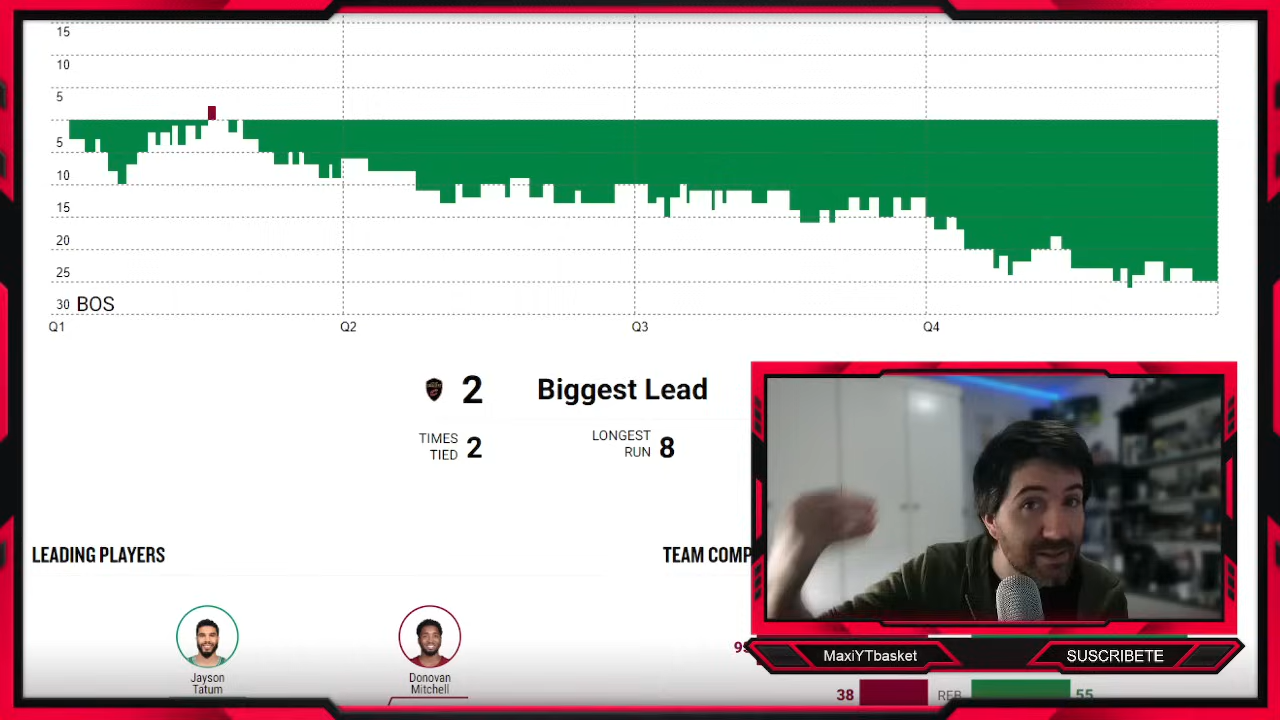 15
10
5
5
10
15
20
25
30 BOS
Q1 Q2 Q3 Q4
2 Biggest Lead
TIMES TIED 2 LONGEST RUN 8
LEADING PLAYERS
TEAM COMP
Jayson
Tatum
Donovan
Mitchell
MaxiYTbasket
SUSCRIBETE
38 REB 55